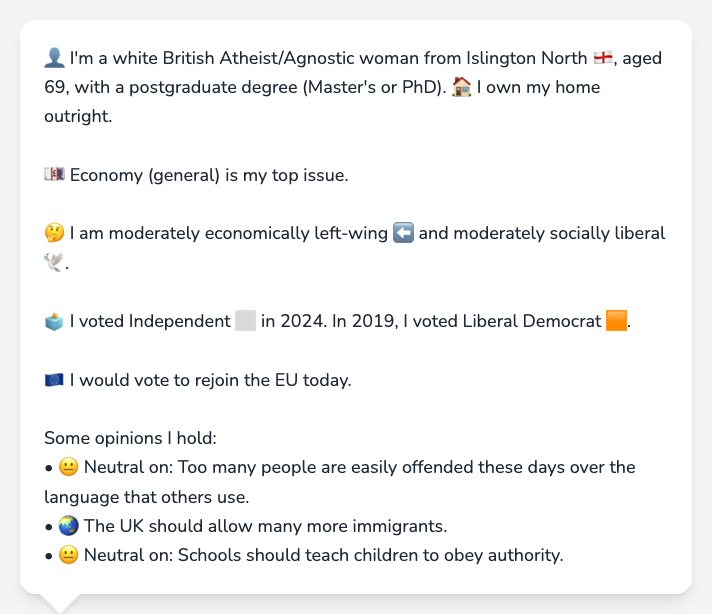 👤 I'm a white British Atheist/Agnostic woman from Islington North 🏴󠁧󠁢󠁥󠁮󠁧󠁿, aged
69, with a postgraduate degree (Master's or PhD). 🏠 I own my home
outright.
💷 Economy (general) is my top issue.
🤔 I am moderately economically left-wing ⬅️ and moderately socially liberal
🕊️.
🗳️ I voted Independent ⬜ in 2024. In 2019, I voted Liberal Democrat 🟧.
🇪🇺 I would vote to rejoin the EU today.
Some opinions I hold:
• 😐 Neutral on: Too many people are easily offended these days over the
language that others use.
• 🌏 The UK should allow many more immigrants.
• 😐 Neutral on: Schools should teach children to obey authority.